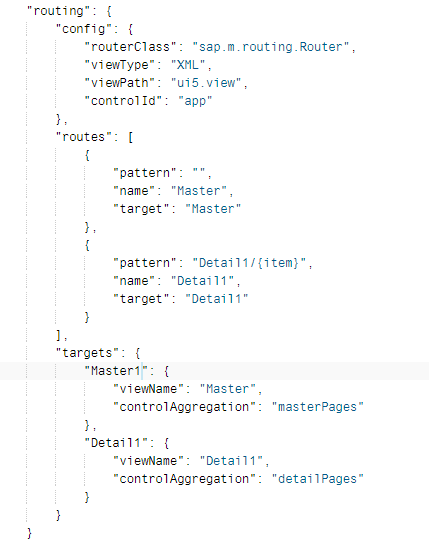 "routing": {
"config": {
"routerClass": "sap.m.routing.Router",
"viewType": "XML",
"viewPath": "ui5.view",
"controlId": "app"
},
"routes": [
{
"pattern": "",
"name": "Master",
"target": "Master"
},
{
"pattern": "Detail1/{item}",
"name": "Detail1",
"target": "Detail1"
}
],
"targets": {
"Master1": {
"viewName": "Master",
"controlAggregation": "masterPages"
},
"Detail1": {
"viewName": "Detail1",
"controlAggregation": "detailPages"
}
}
}